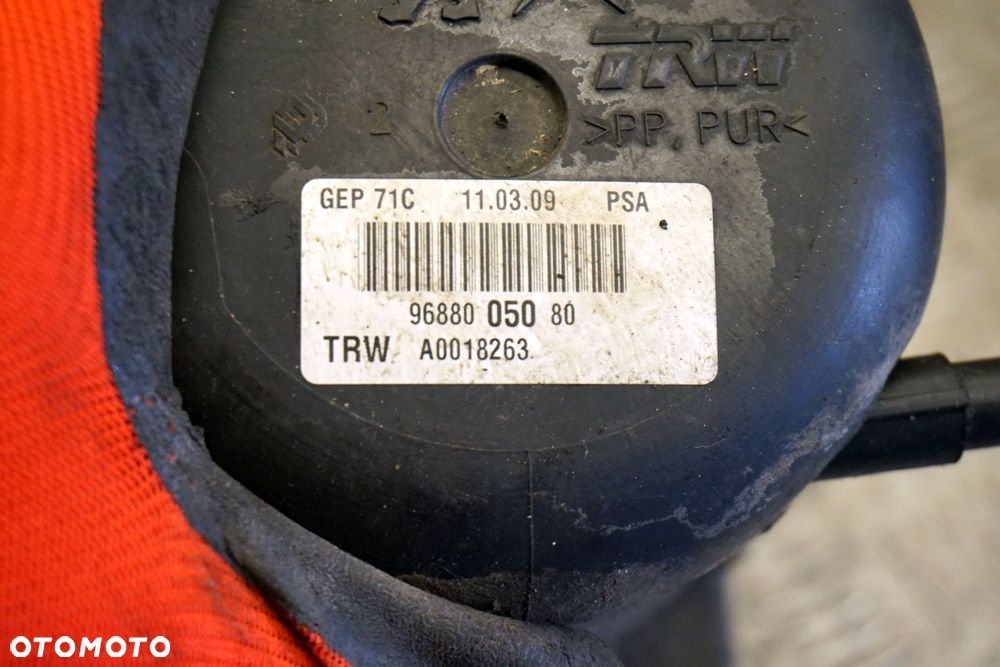 TRW
2
>PP, PUR<
GEP 71C 11.03.09 PSA
96880 050 80
TRW A0018263
OTOMOTO